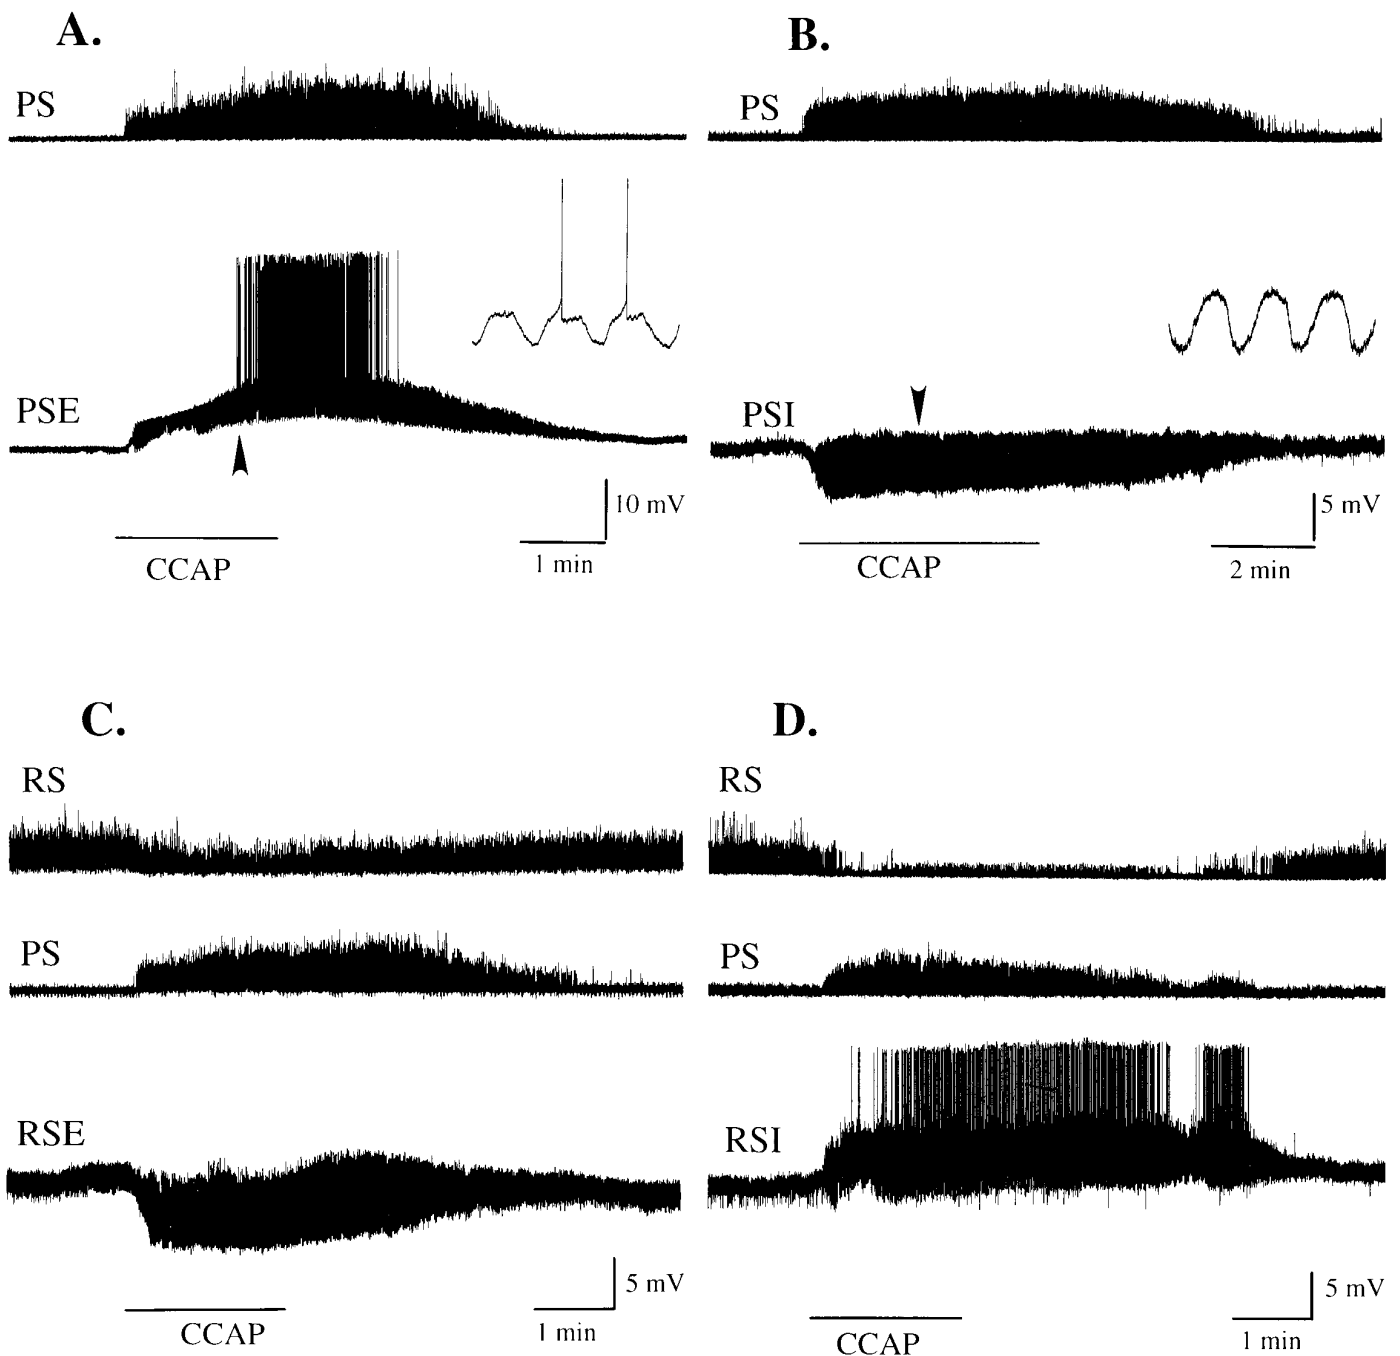 A.
PS
PSE
10 mV
1 min
CCAP
B.
PS
PSI
5 mV
2 min
CCAP
C.
RS
PS
RSE
5 mV
1 min
CCAP
D.
RS
PS
RSI
5 mV
1 min
CCAP